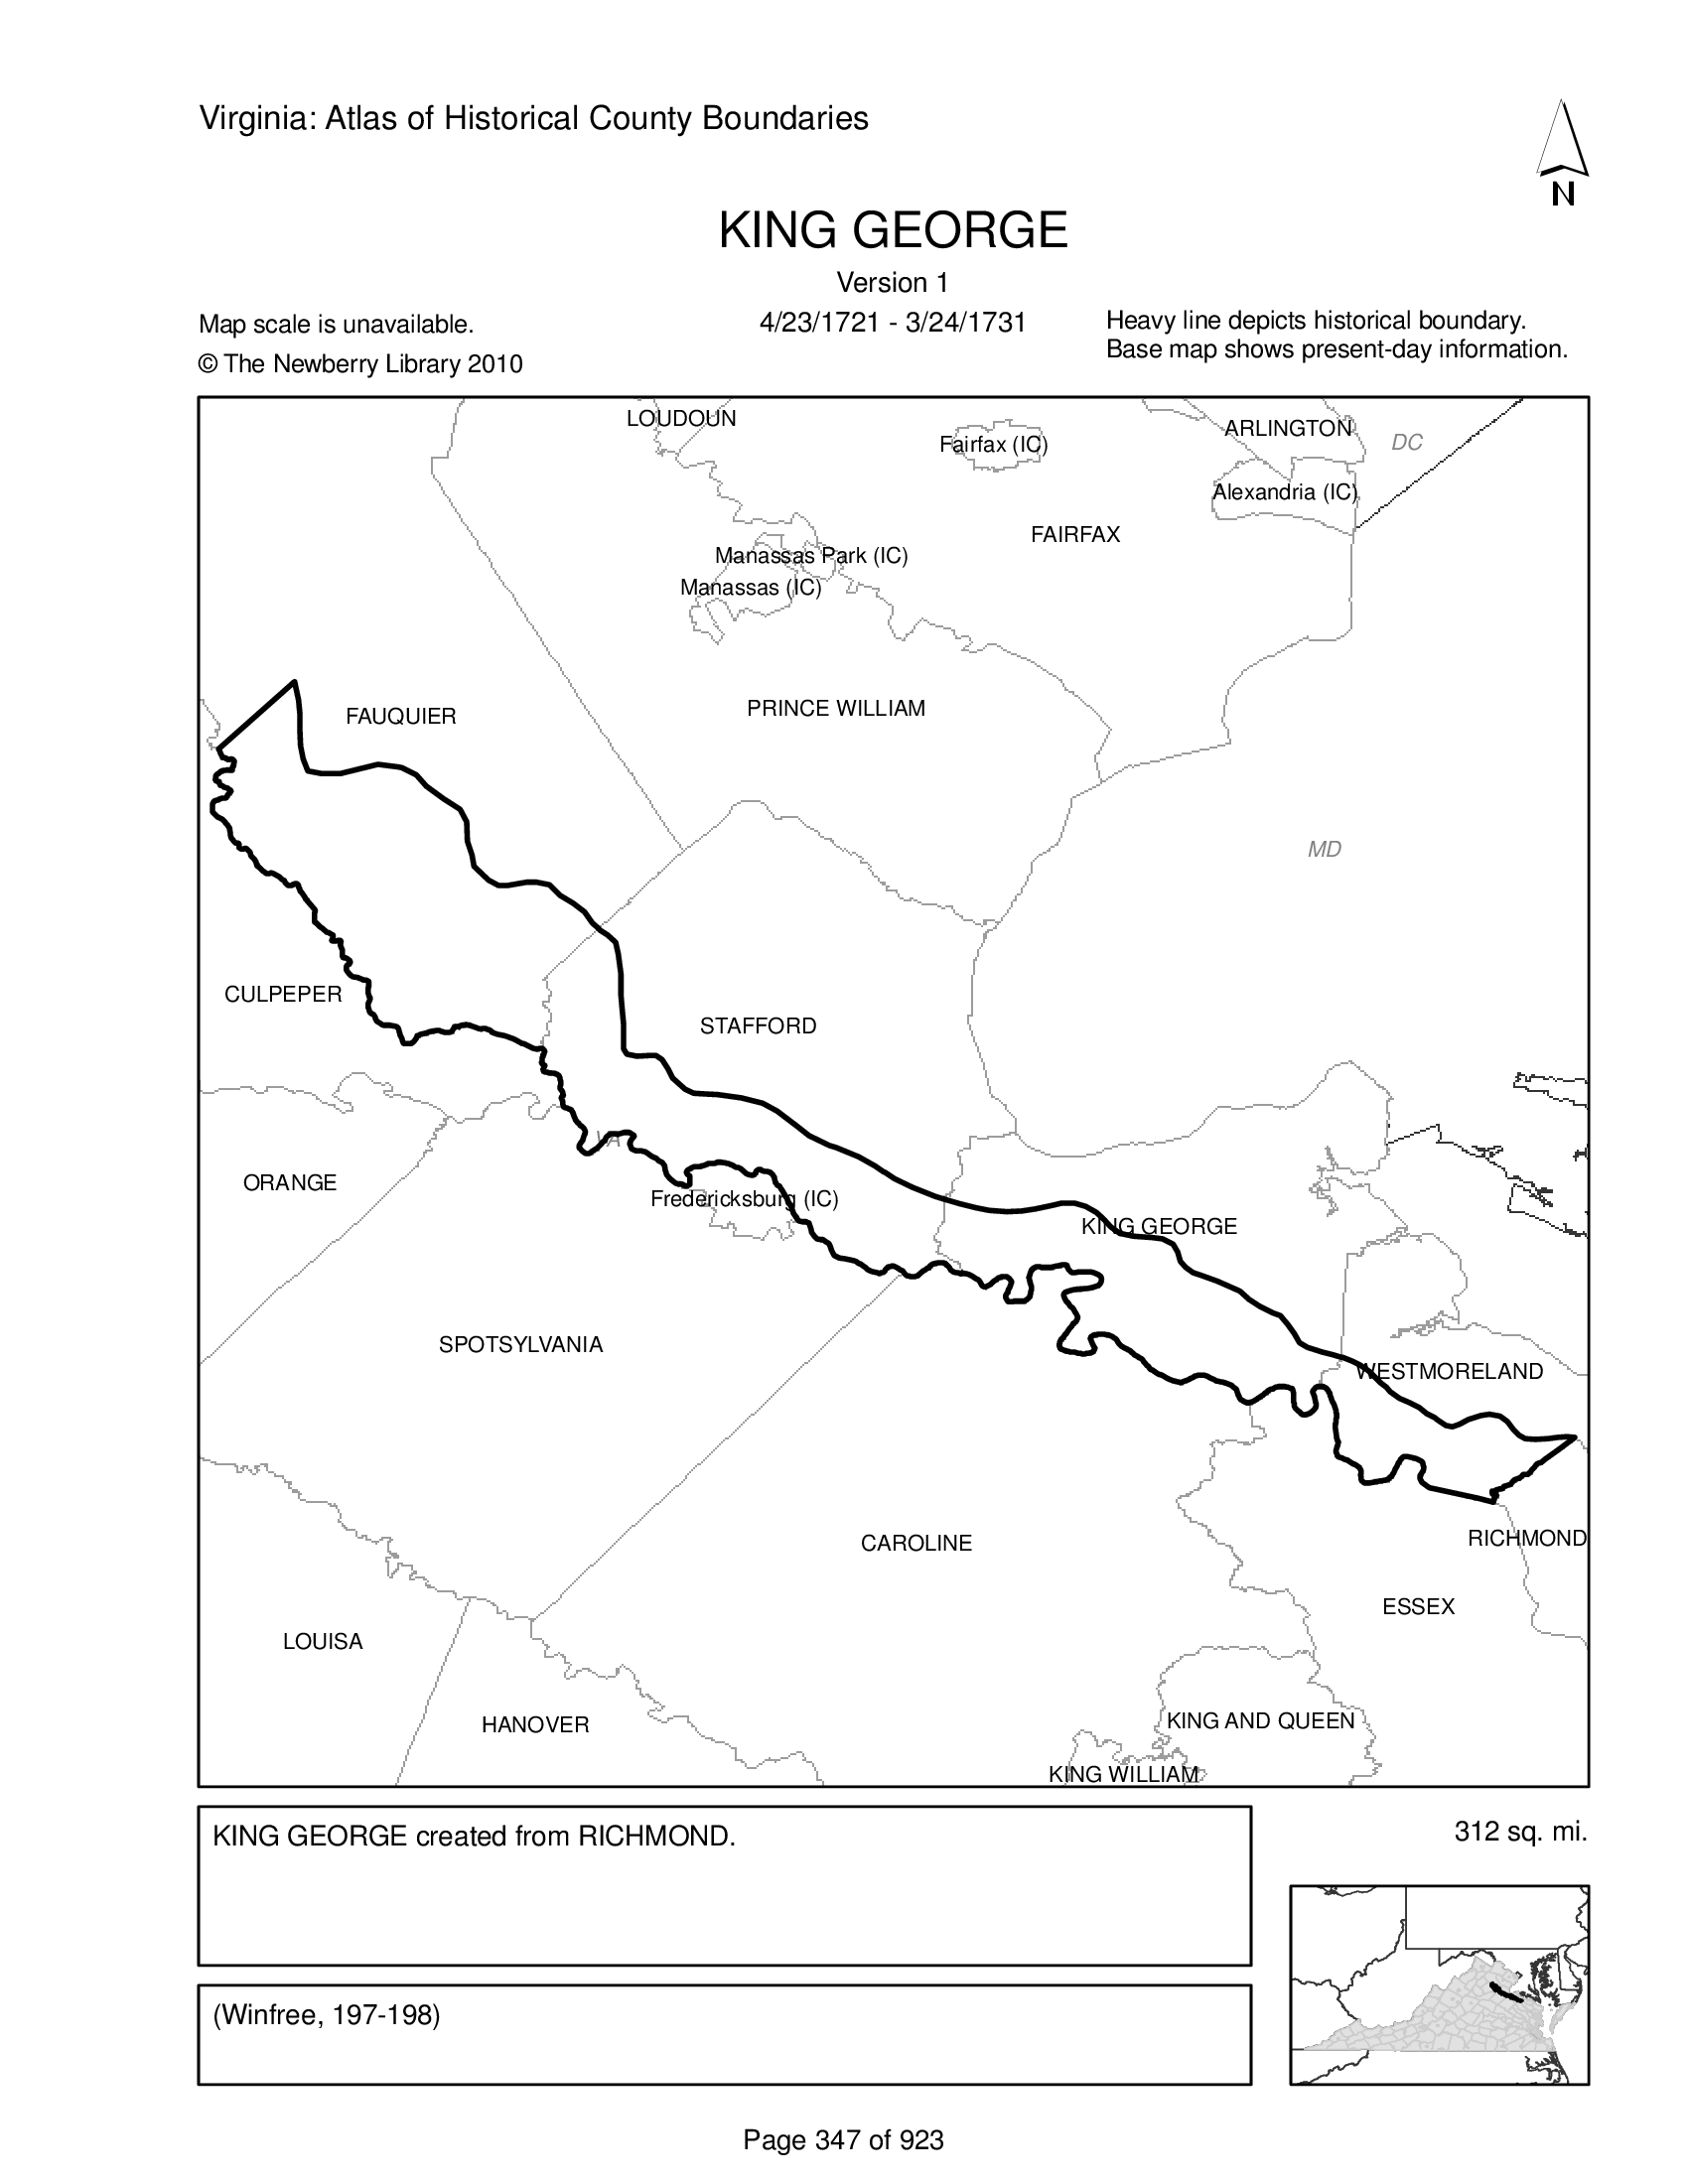 Virginia: Atlas of Historical County Boundaries
N
KING GEORGE
Version 1
4/23/1721 - 3/24/1731
Map scale is unavailable.
© The Newberry Library 2010
Heavy line depicts historical boundary.
Base map shows present-day information.
LOUDOUN
ARLINGTON
DC
Fairfax (IC)
Alexandria (IC)
FAIRFAX
Manassas Park (IC)
Manassas (IC)
FAUQUIER
PRINCE WILLIAM
MD
CULPEPER
STAFFORD
VA
ORANGE
Fredericksburg (IC)
KING GEORGE
SPOTSYLVANIA
WESTMORELAND
CAROLINE
RICHMOND
ESSEX
LOUISA
HANOVER
KING AND QUEEN
KING WILLIAM
KING GEORGE created from RICHMOND.
312 sq. mi.
(Winfree, 197-198)
Page 347 of 923